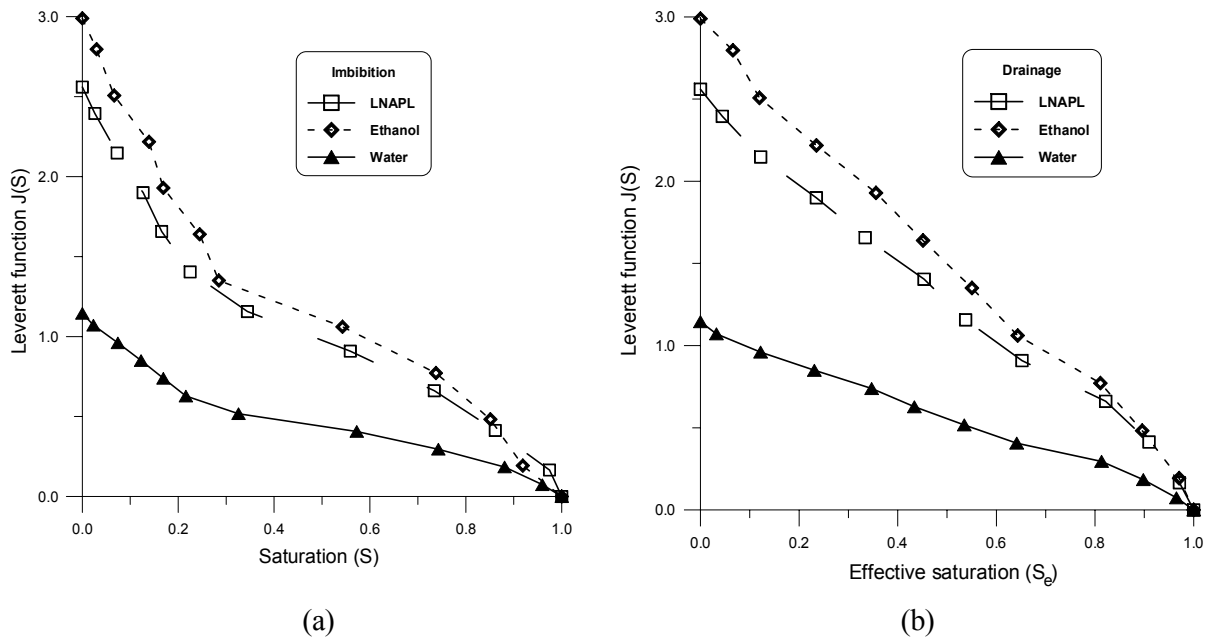 3.0
2.0
1.0
0.0
Leverett function J(S)
Imbibition
LNAPL
Ethanol
Water
0.0 0.2 0.4 0.6 0.8 1.0
Saturation (S)
(a)
3.0
2.0
1.0
0.0
Leverett function J(S)
Drainage
LNAPL
Ethanol
Water
0.0 0.2 0.4 0.6 0.8 1.0
Effective saturation (Se)
(b)